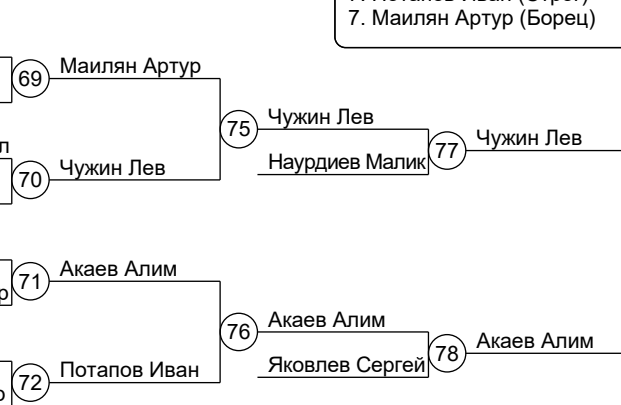 7. Маилян Артур (Борец)
69
Маилян Артур
75
Чужин Лев
70
Чужин Лев
Наурдиев Малик
77
Чужин Лев
71
Акаев Алим
76
Акаев Алим
72
Потапов Иван
Яковлев Сергей
78
Акаев Алим